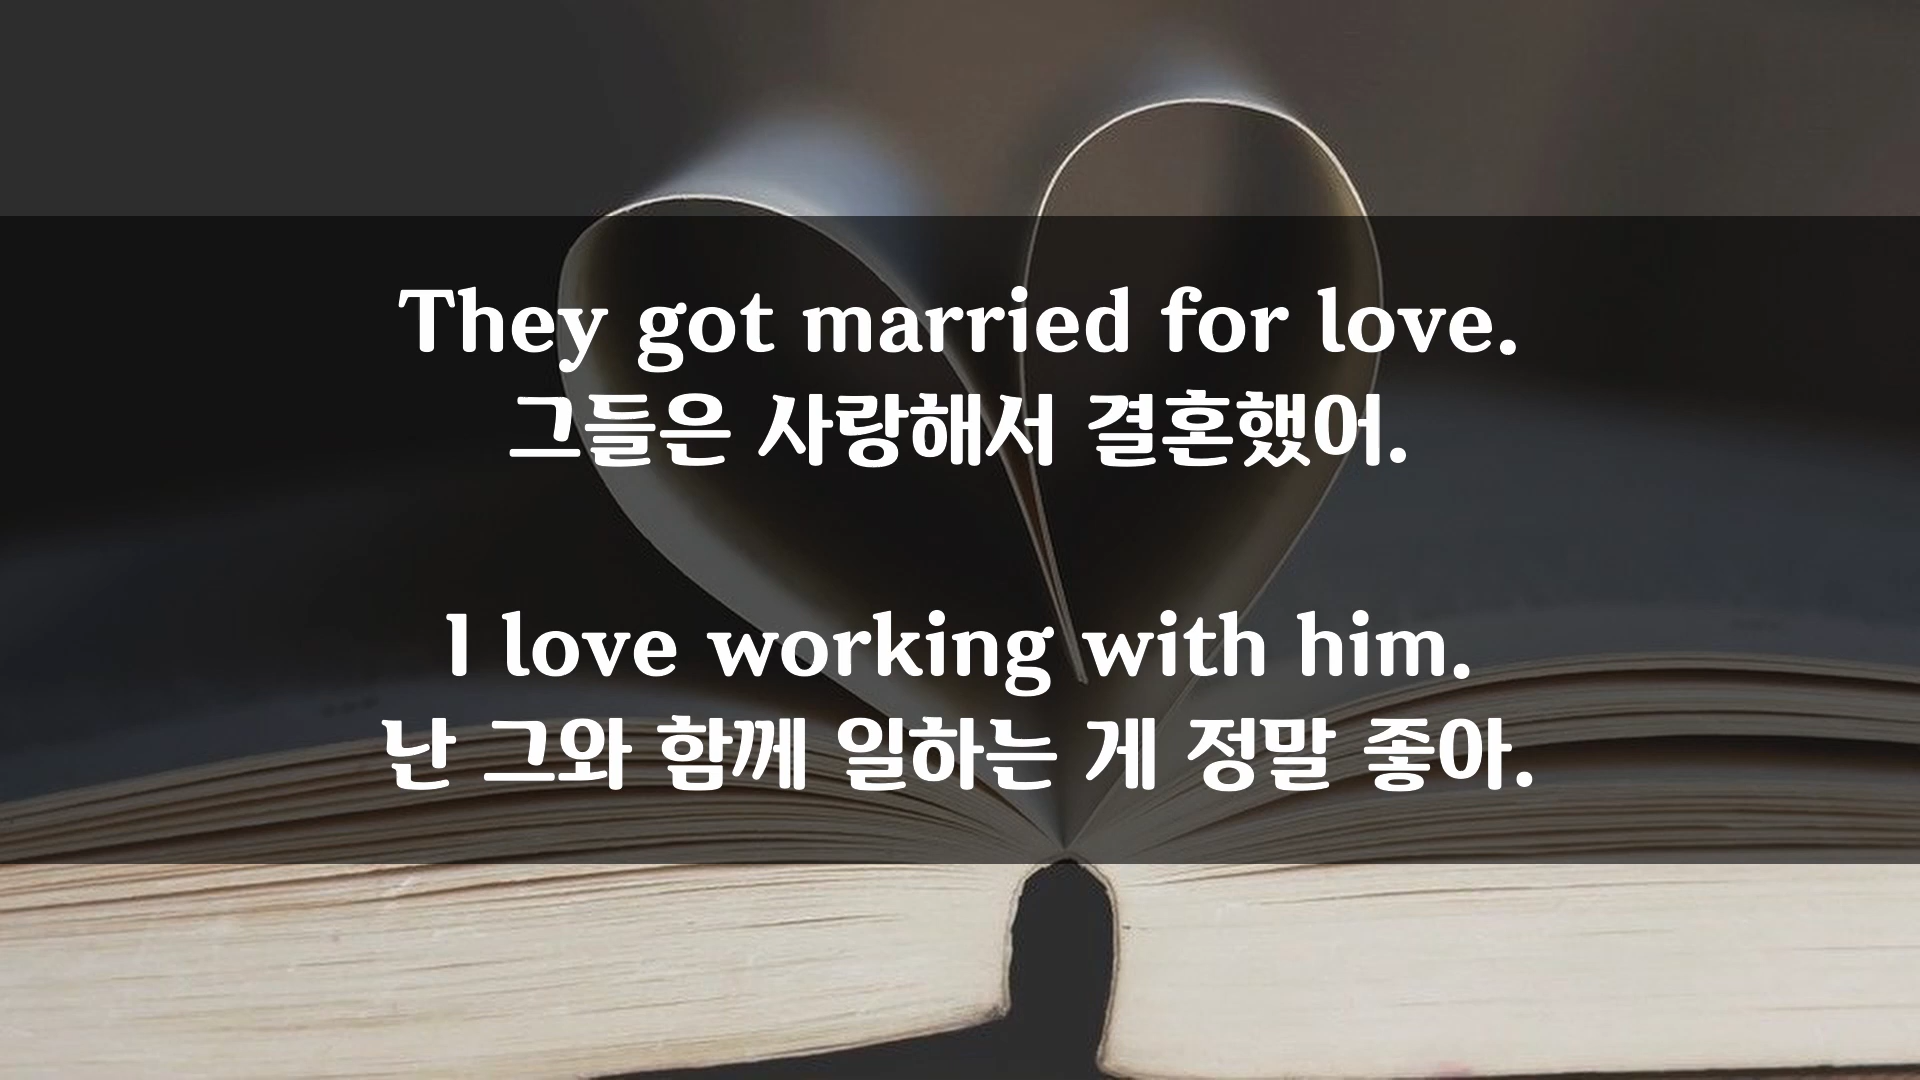 They got married for love.
그들은 사랑해서 결혼했어.
I love working with him.
난 그와 함께 일하는 게 정말 좋아.